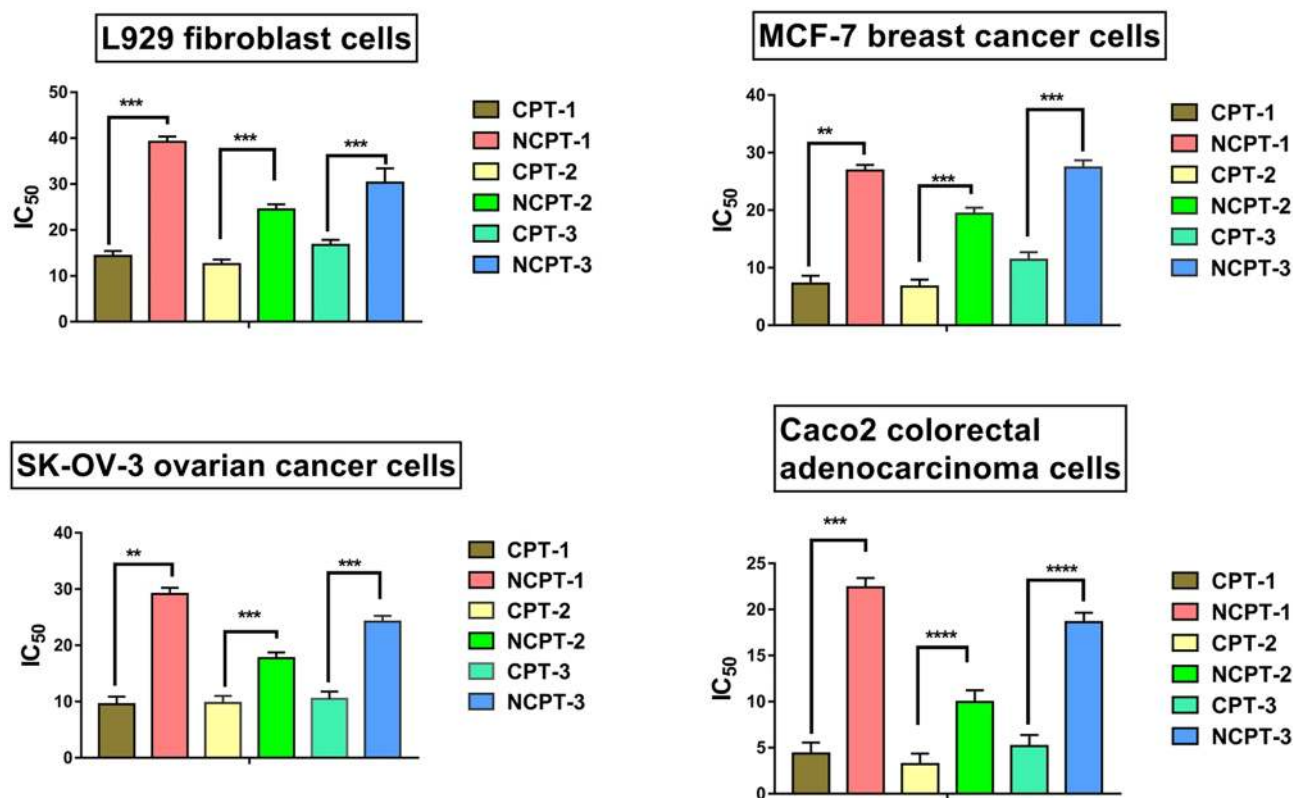 L929 fibroblast cells
IC50
50
40
30
20
10
0
***
***
***
CPT-1
NCPT-1
CPT-2
NCPT-2
CPT-3
NCPT-3
MCF-7 breast cancer cells
IC50
40
30
20
10
0
**
***
***
CPT-1
NCPT-1
CPT-2
NCPT-2
CPT-3
NCPT-3
SK-OV-3 ovarian cancer cells
IC50
40
30
20
10
0
**
***
***
CPT-1
NCPT-1
CPT-2
NCPT-2
CPT-3
NCPT-3
Caco2 colorectal
adenocarcinoma cells
IC50
25
20
15
10
5
0
***
****
****
CPT-1
NCPT-1
CPT-2
NCPT-2
CPT-3
NCPT-3